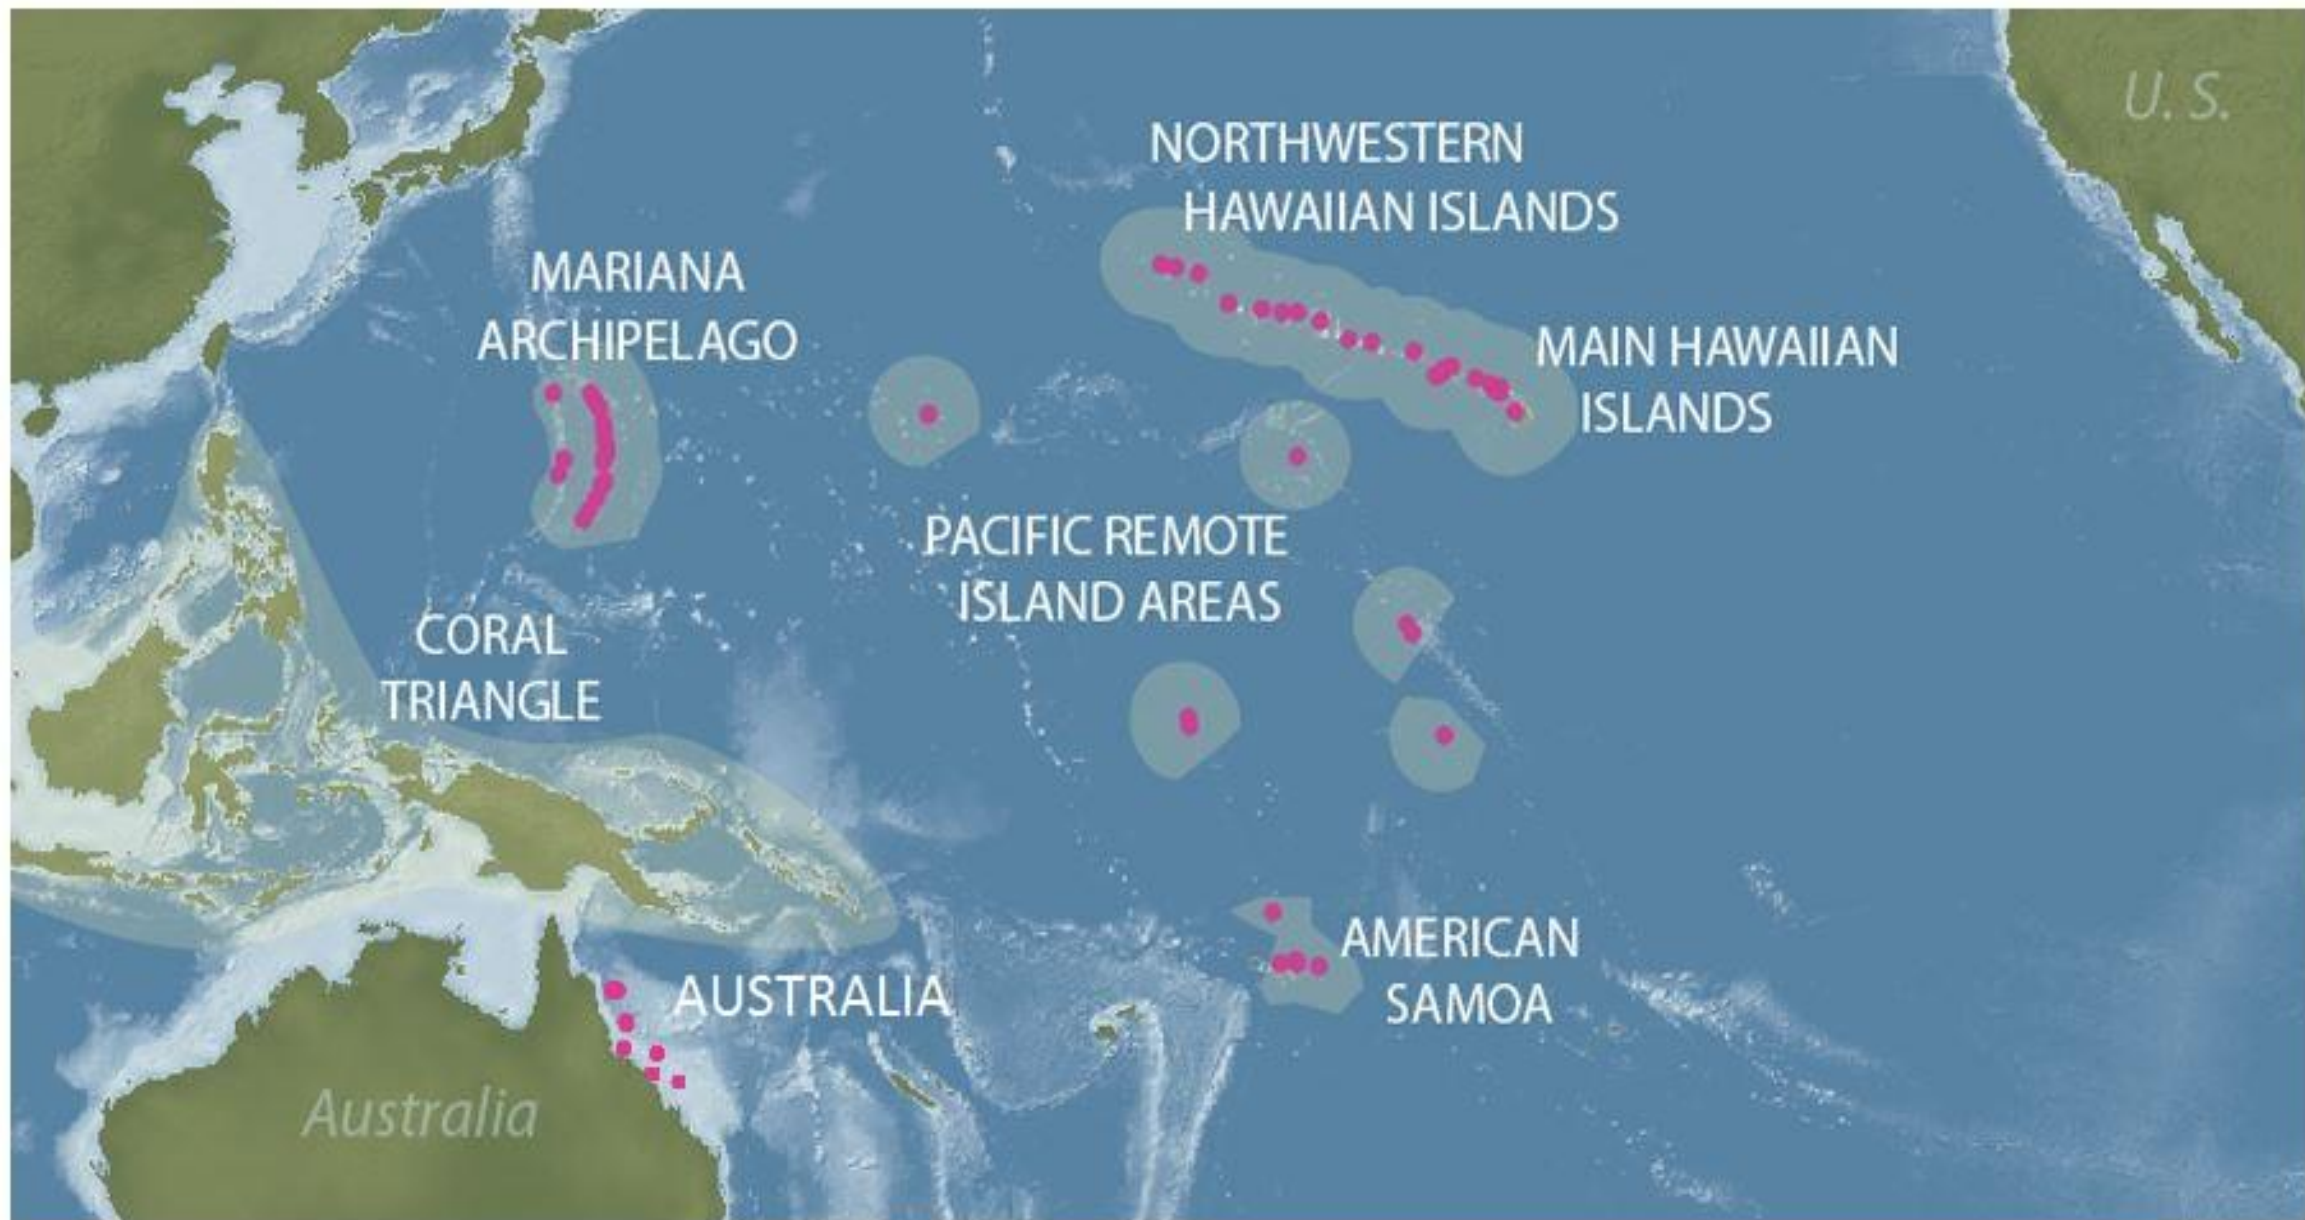 U. S.
NORTHWESTERN
HAWAIIAN ISLANDS
MARIANA
ARCHIPELAGO
MAIN HAWAIIAN
ISLANDS
PACIFIC REMOTE
ISLAND AREAS
CORAL
TRIANGLE
AMERICAN
SAMOA
AUSTRALIA
Australia